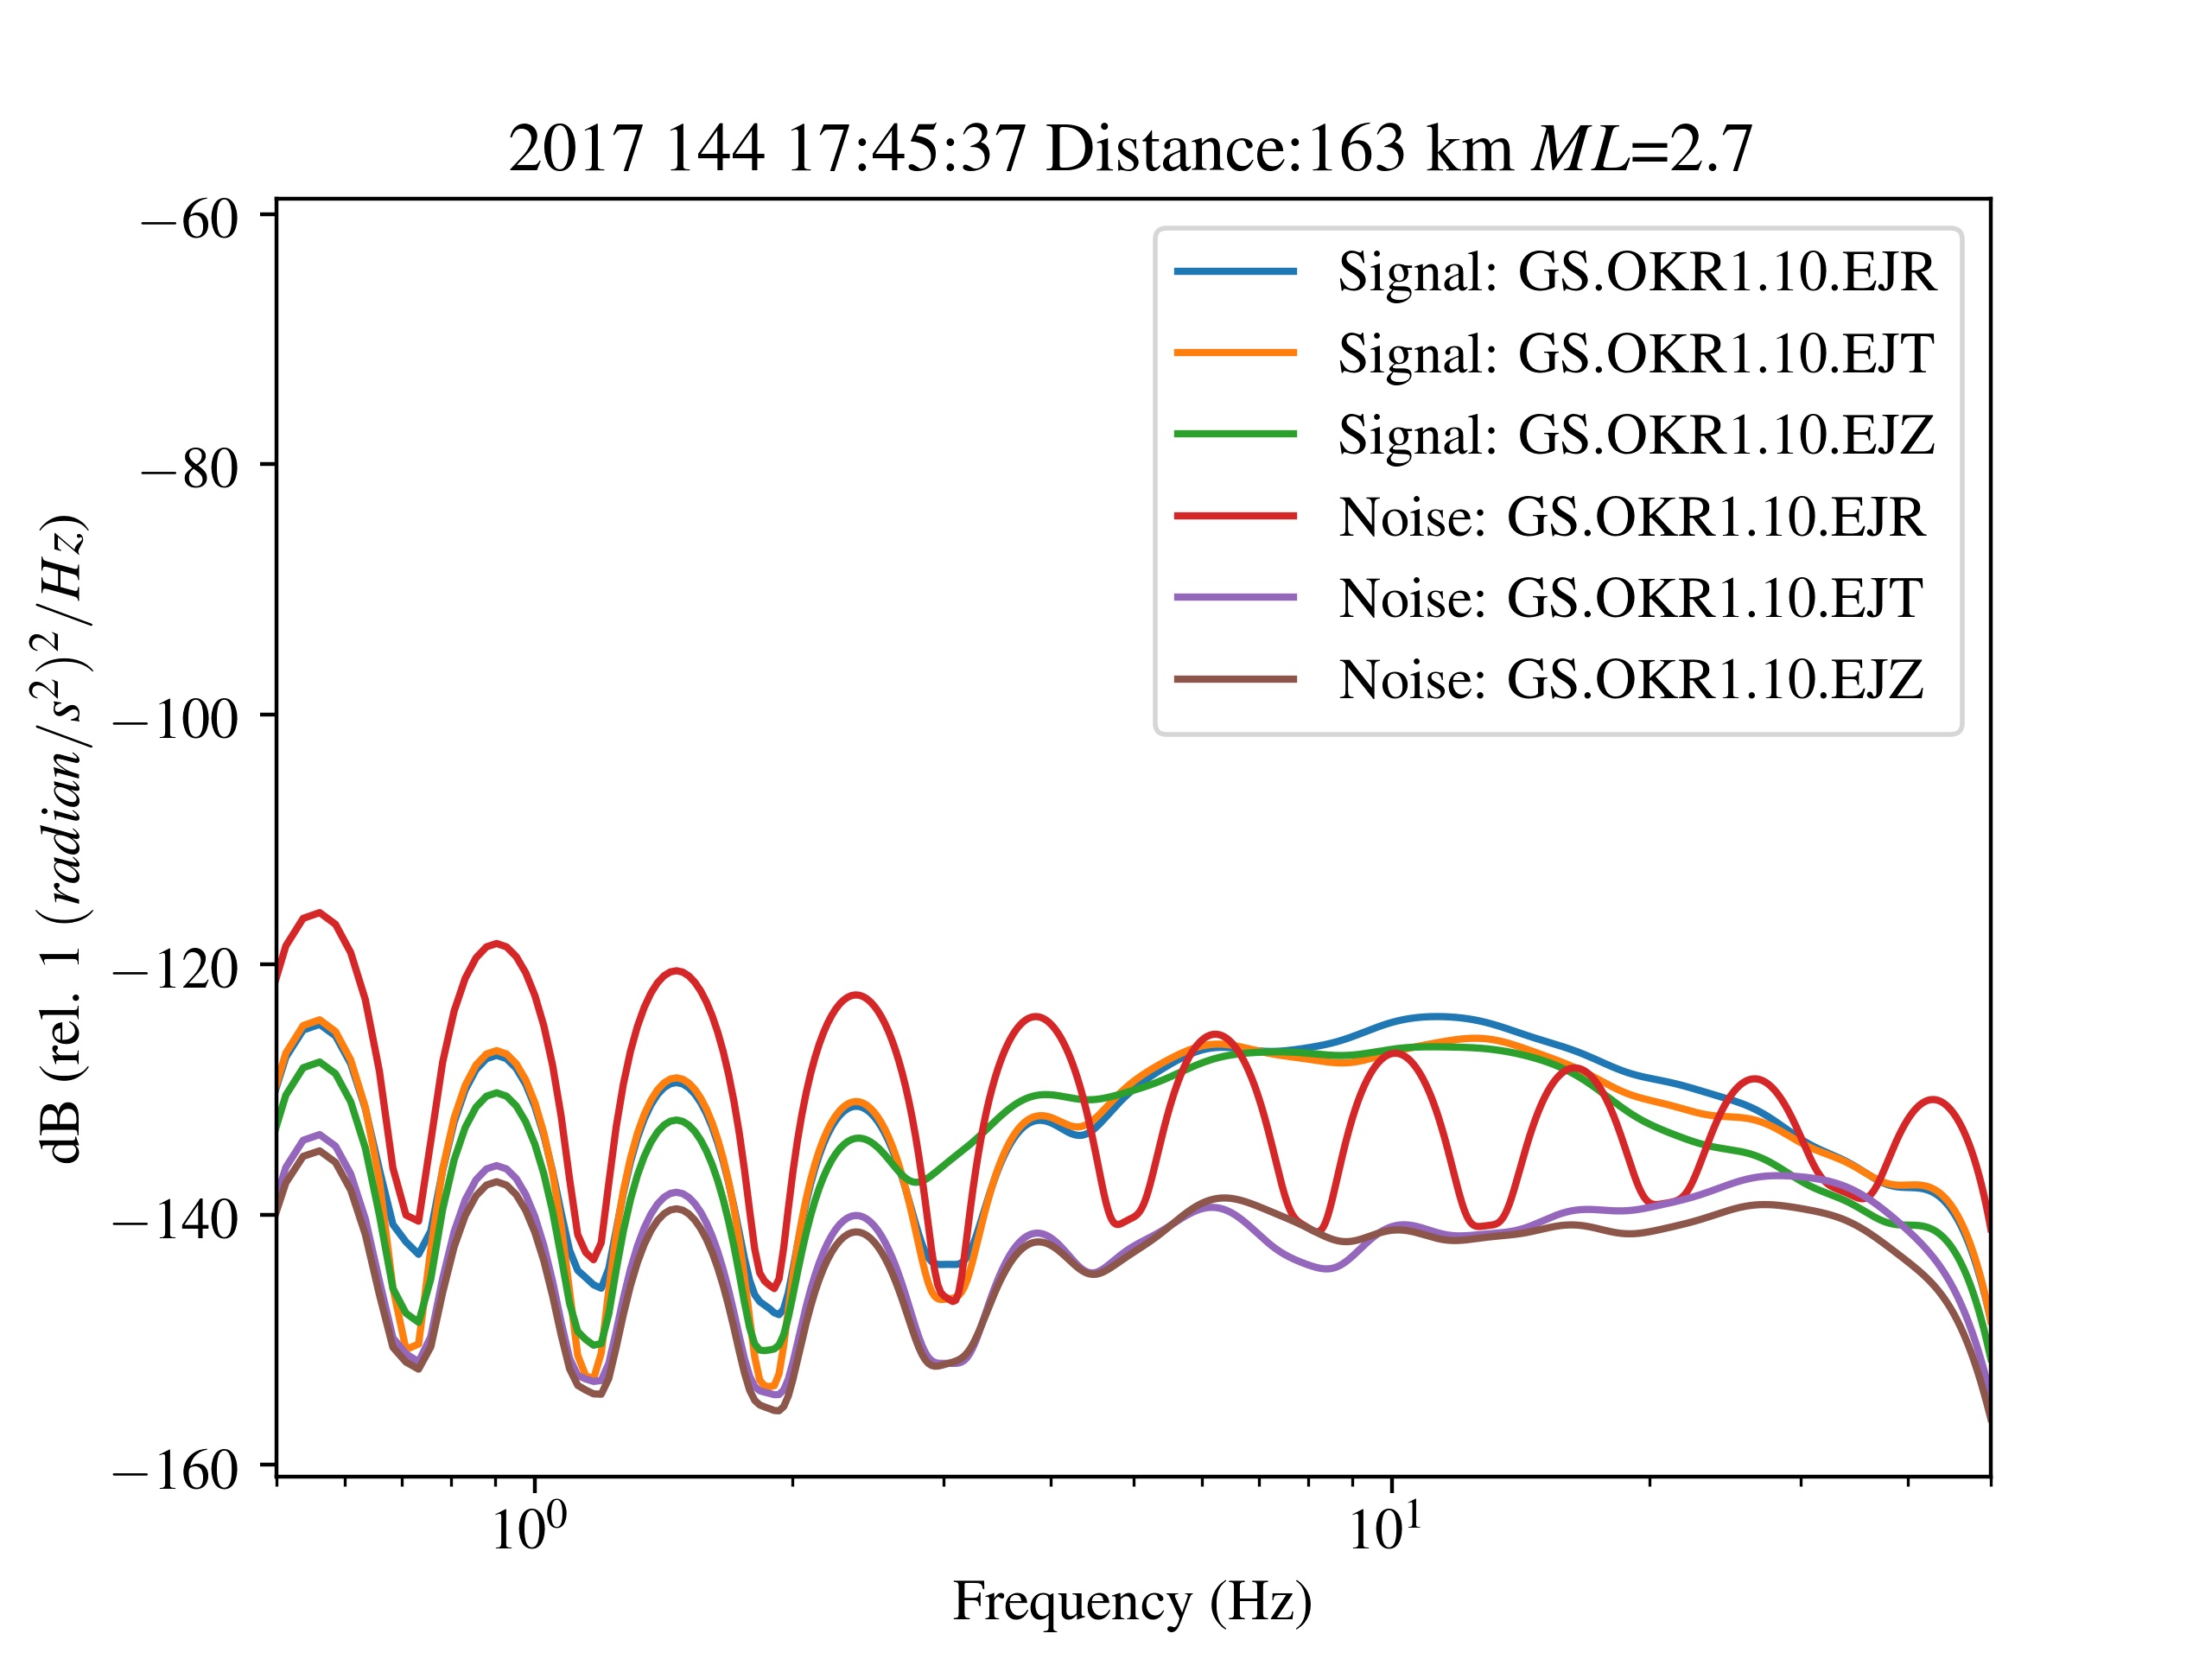 2017 144 17:45:37 Distance:163 km ML=2.7
dB (rel. 1 (radian/s²)²/Hz)
−60
−80
−100
−120
−140
−160
Signal: GS.OKR1.10.EJR
Signal: GS.OKR1.10.EJT
Signal: GS.OKR1.10.EJZ
Noise: GS.OKR1.10.EJR
Noise: GS.OKR1.10.EJT
Noise: GS.OKR1.10.EJZ
10⁰ 10¹
Frequency (Hz)